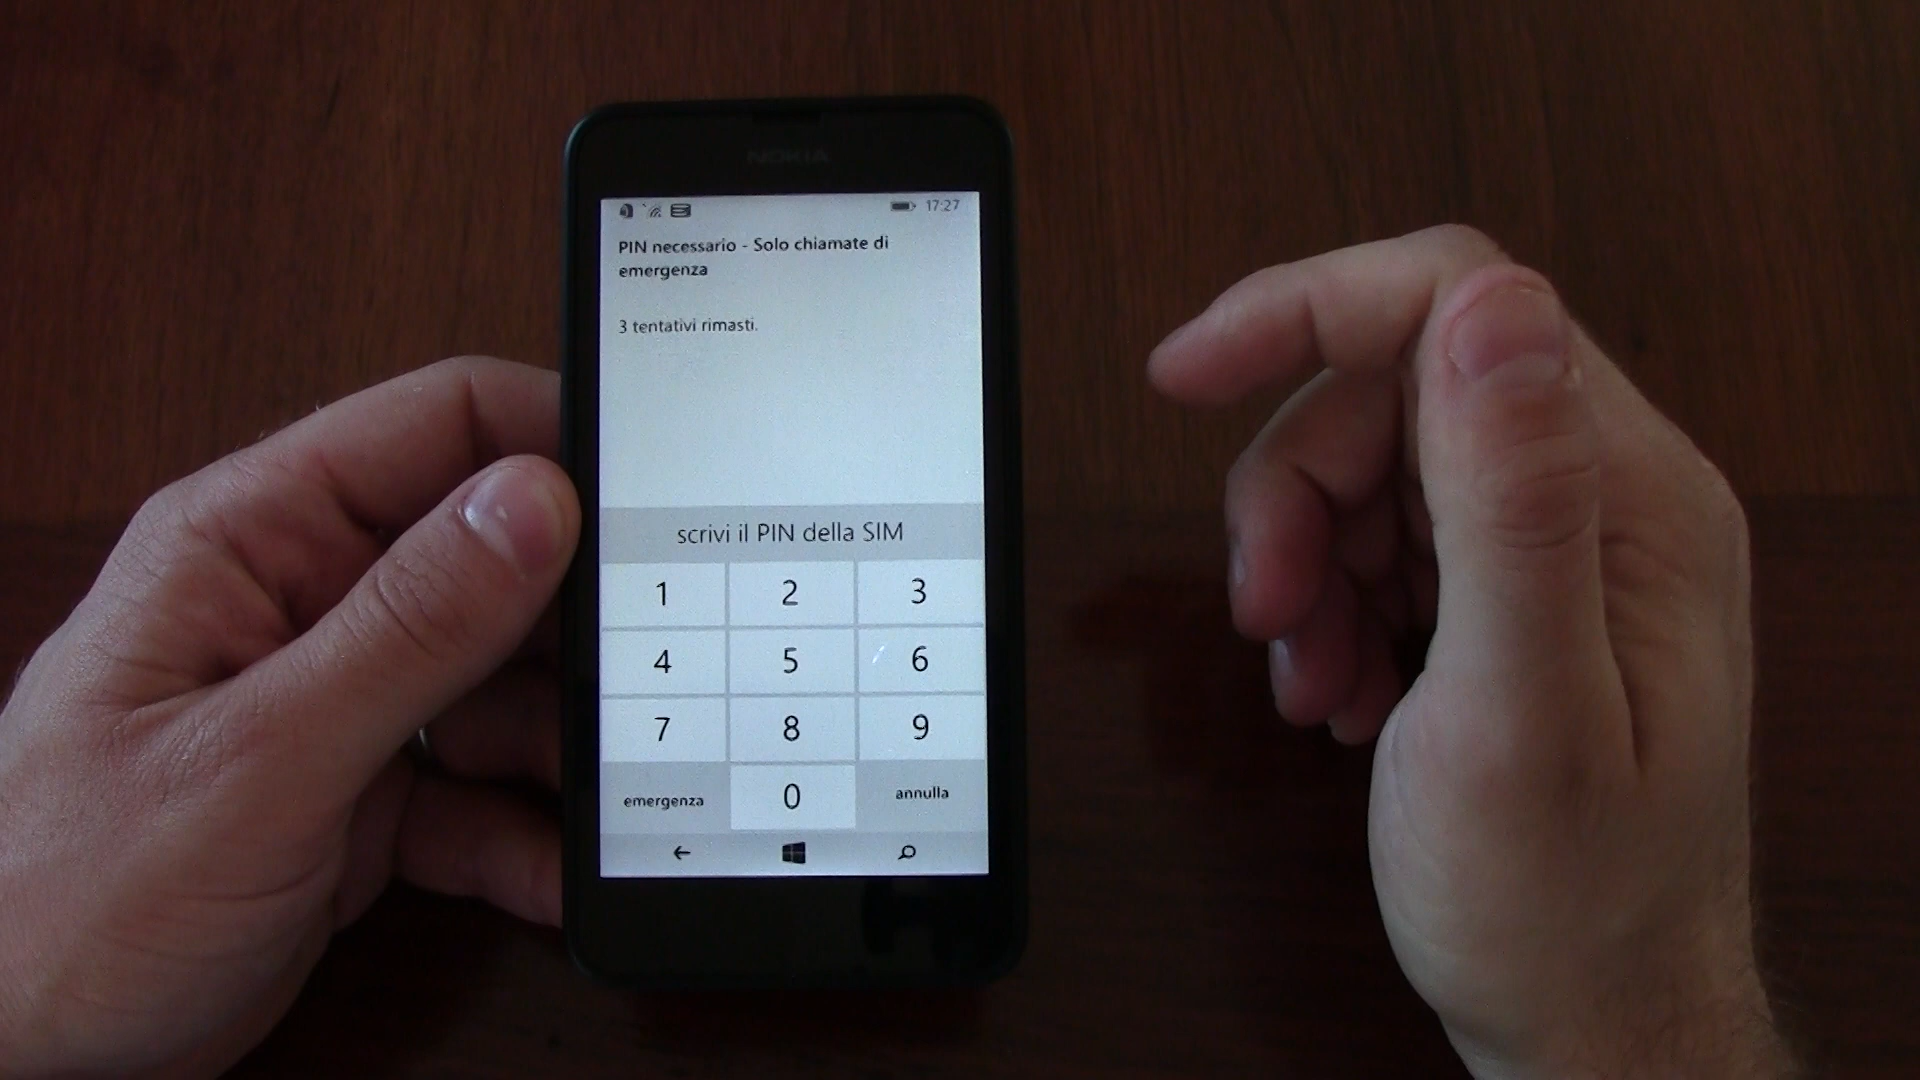 NOKIA
17:27
PIN necessario - Solo chiamate di
emergenza
3 tentativi rimasti.
scrivi il PIN della SIM
1 2 3
4 5 6
7 8 9
emergenza 0 annulla